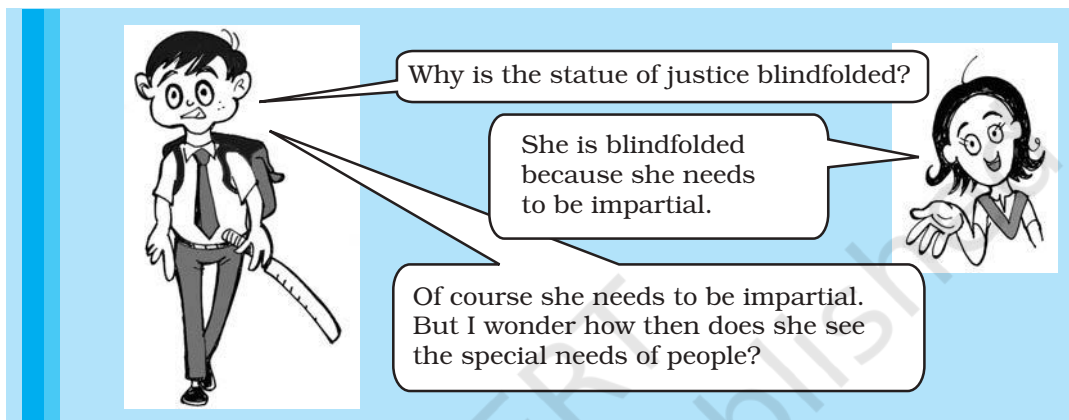 Why is the statue of justice blindfolded?
She is blindfolded
because she needs
to be impartial.
Of course she needs to be impartial.
But I wonder how then does she see
the special needs of people?